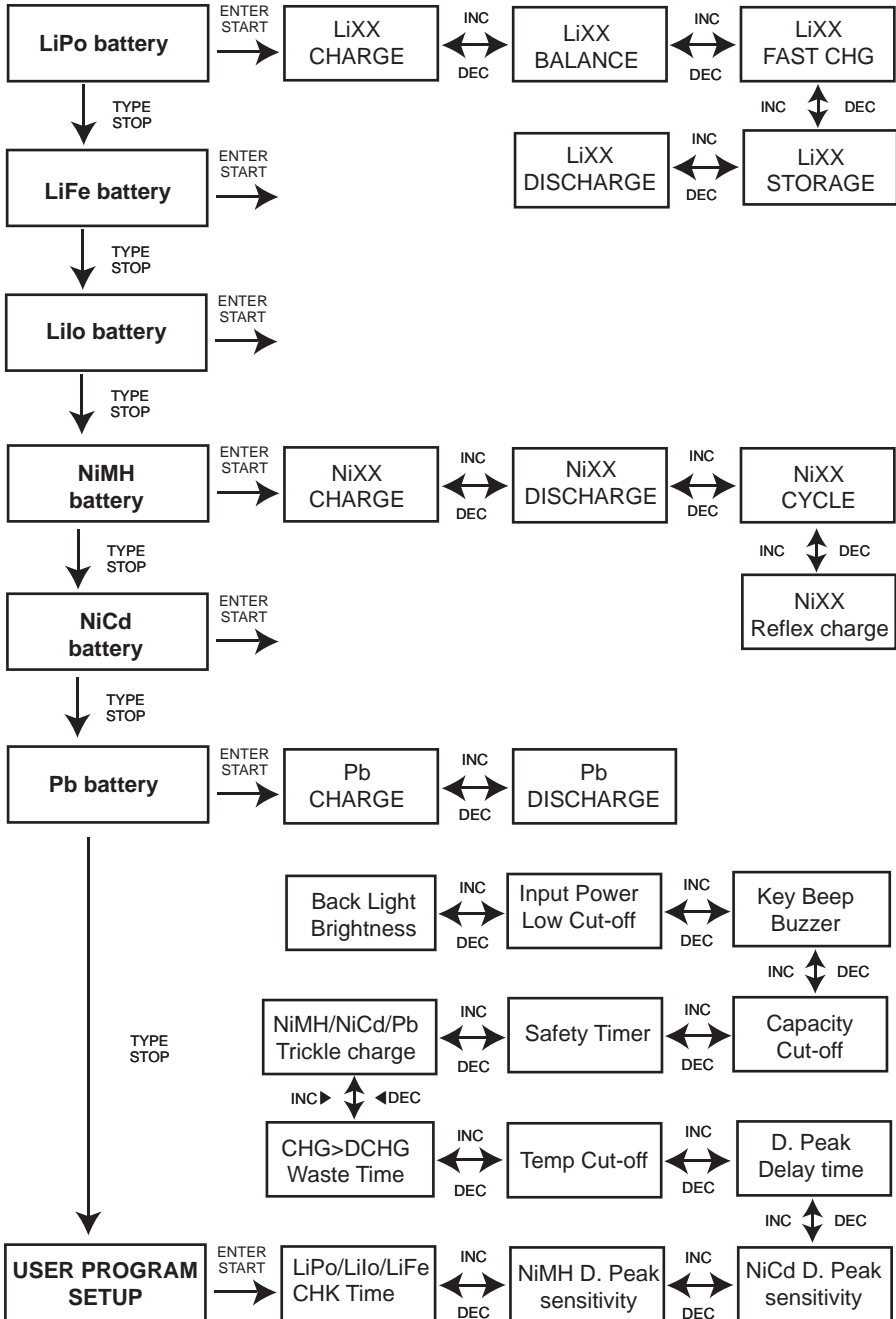 ENTER
START
INC
INC
LiPo battery
LiXX
CHARGE
LiXX
BALANCE
LiXX
FAST CHG
DEC
DEC
TYPE
STOP
INC
DEC
INC
LiFe battery
ENTER
START
LiXX
DISCHARGE
LiXX
STORAGE
DEC
TYPE
STOP
LiIo battery
ENTER
START
TYPE
STOP
NiMH
battery
ENTER
START
NiXX
CHARGE
INC
DEC
NiXX
DISCHARGE
INC
DEC
NiXX
CYCLE
TYPE
STOP
INC
DEC
NiCd
battery
ENTER
START
NiXX
Reflex charge
TYPE
STOP
Pb battery
ENTER
START
Pb
CHARGE
INC
DEC
Pb
DISCHARGE
Back Light
Brightness
INC
DEC
Input Power
Low Cut-off
INC
DEC
Key Beep
Buzzer
INC
DEC
TYPE
STOP
NiMH/NiCd/Pb
Trickle charge
INC
DEC
Safety Timer
INC
DEC
Capacity
Cut-off
INC▶
◀DEC
CHG>DCHG
Waste Time
INC
DEC
Temp Cut-off
INC
DEC
D. Peak
Delay time
INC
DEC
USER PROGRAM
SETUP
ENTER
START
LiPo/LiIo/LiFe
CHK Time
INC
DEC
NiMH D. Peak
sensitivity
INC
DEC
NiCd D. Peak
sensitivity